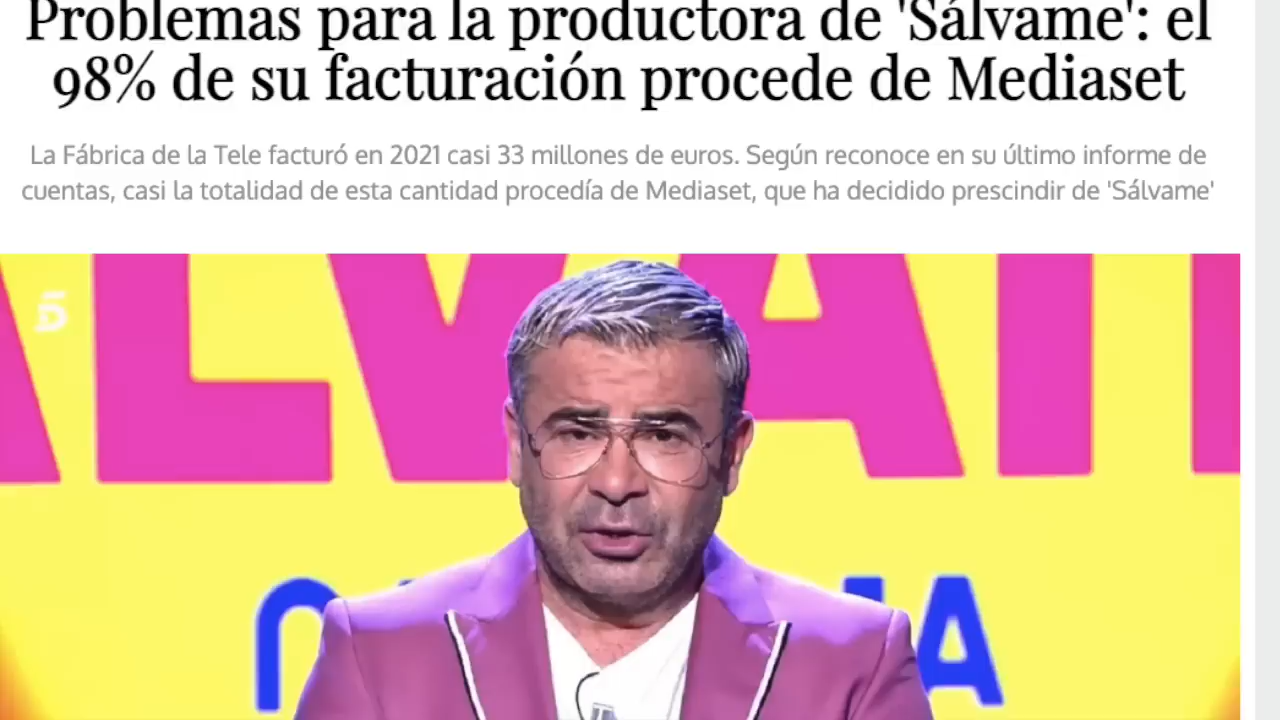 Problemas para la productora de 'Sálvame': el
98% de su facturación procede de Mediaset
La Fábrica de la Tele facturó en 2021 casi 33 millones de euros. Según reconoce en su último informe de
cuentas, casi la totalidad de esta cantidad procedía de Mediaset, que ha decidido prescindir de 'Sálvame'
5